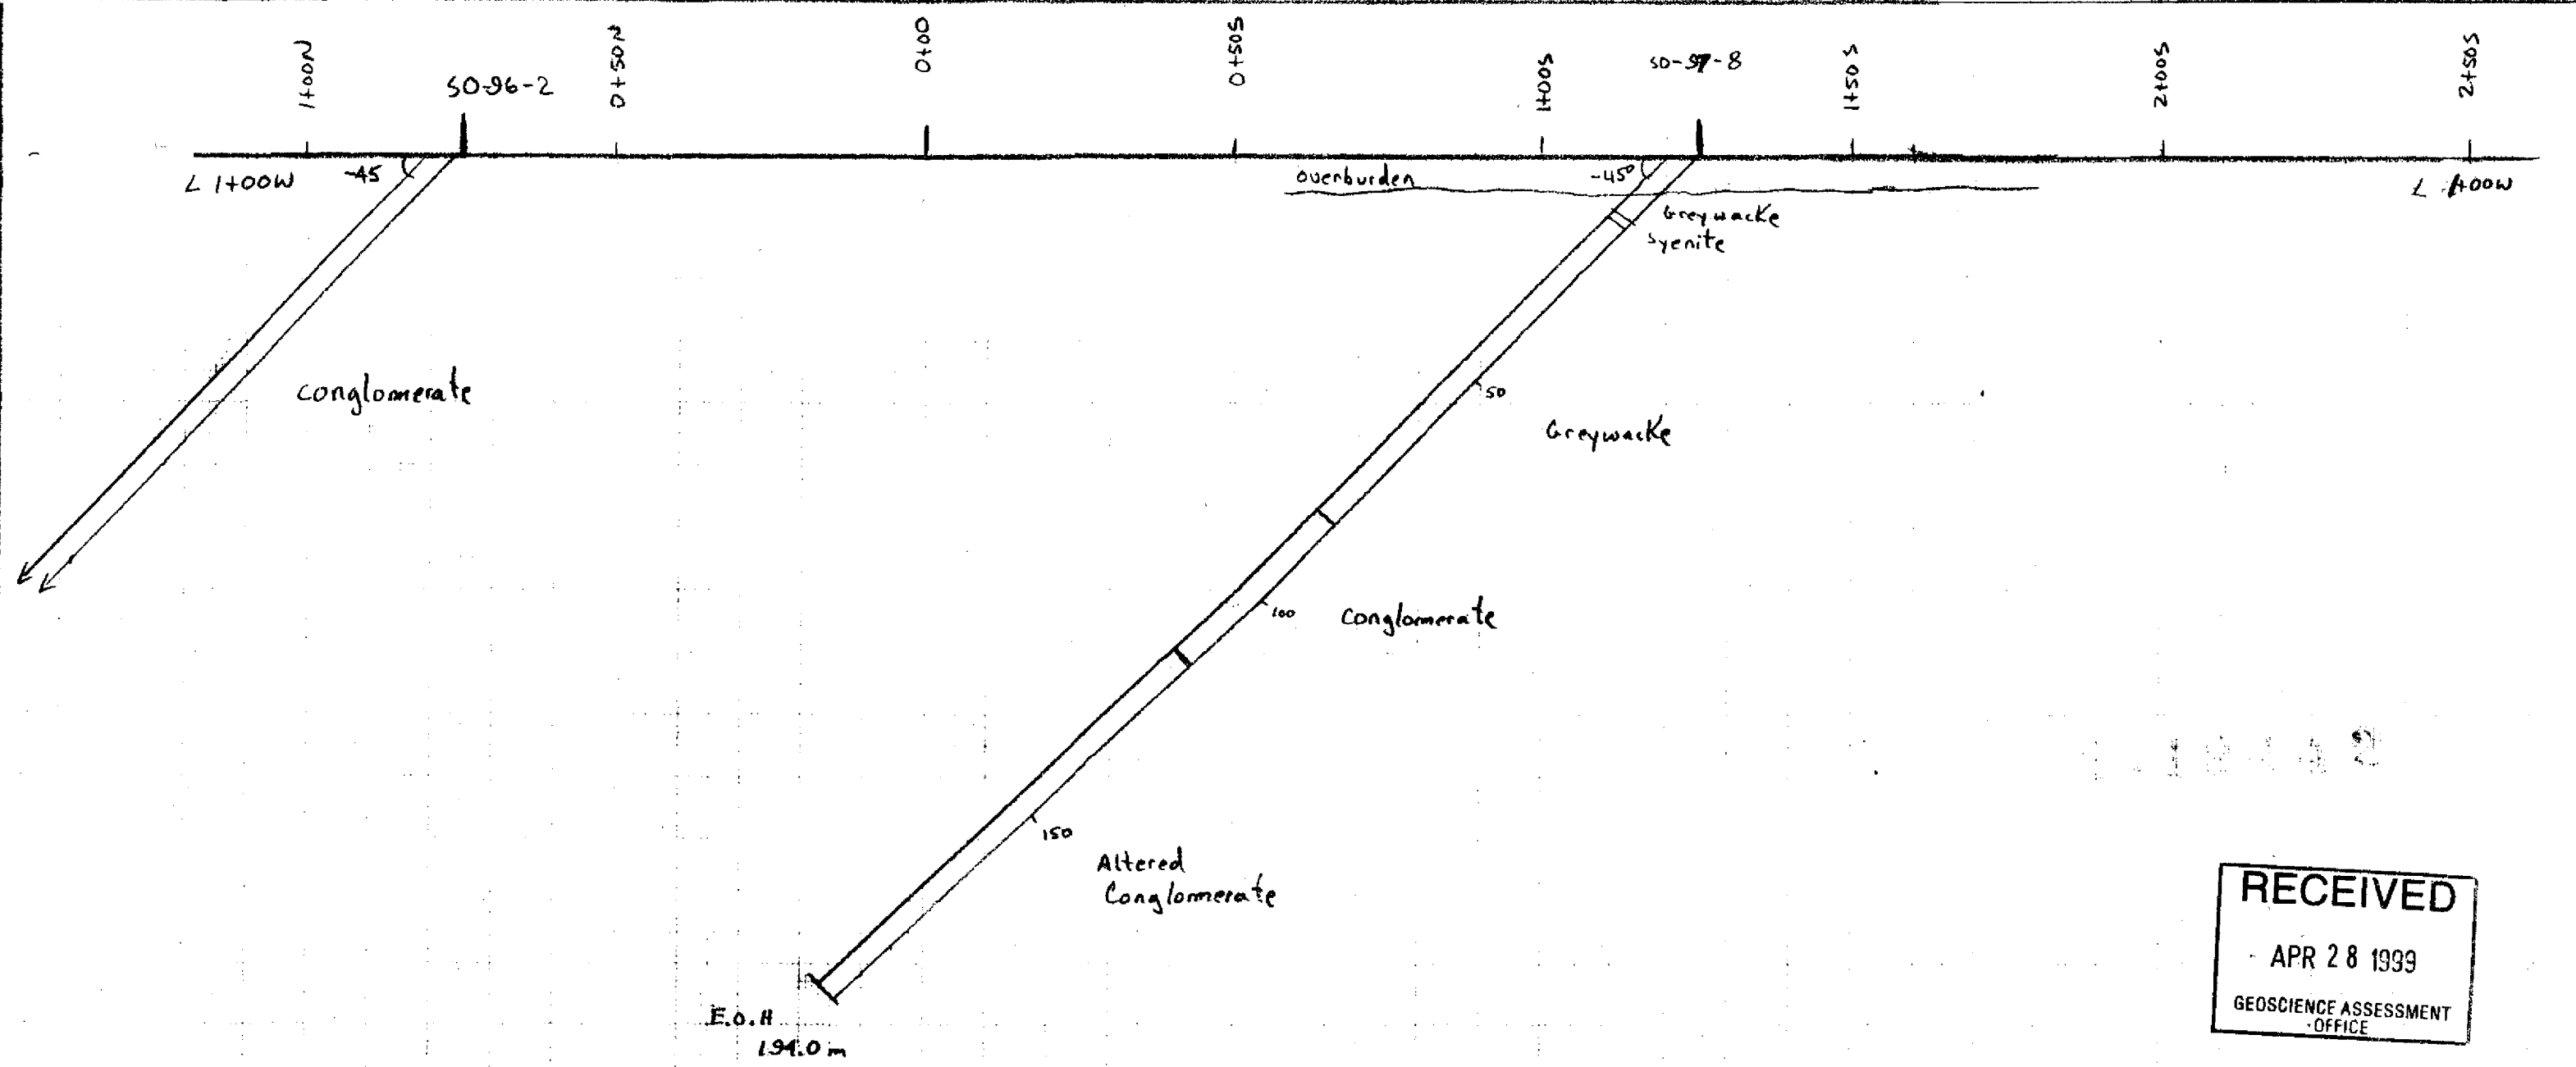 1+00N
SO-96-2
0+50N
0+00
0+50S
1+00S
SO-97-8
1+50S
2+00S
2+50S
L 1+00W
-45
overburden
-45°
L 1+00W
Greywacke
Syenite
50
Conglomerate
Greywacke
100
Conglomerate
150
Altered
Conglomerate
E.O.H
194.0 m
RECEIVED
APR 28 1999
GEOSCIENCE ASSESSMENT
OFFICE